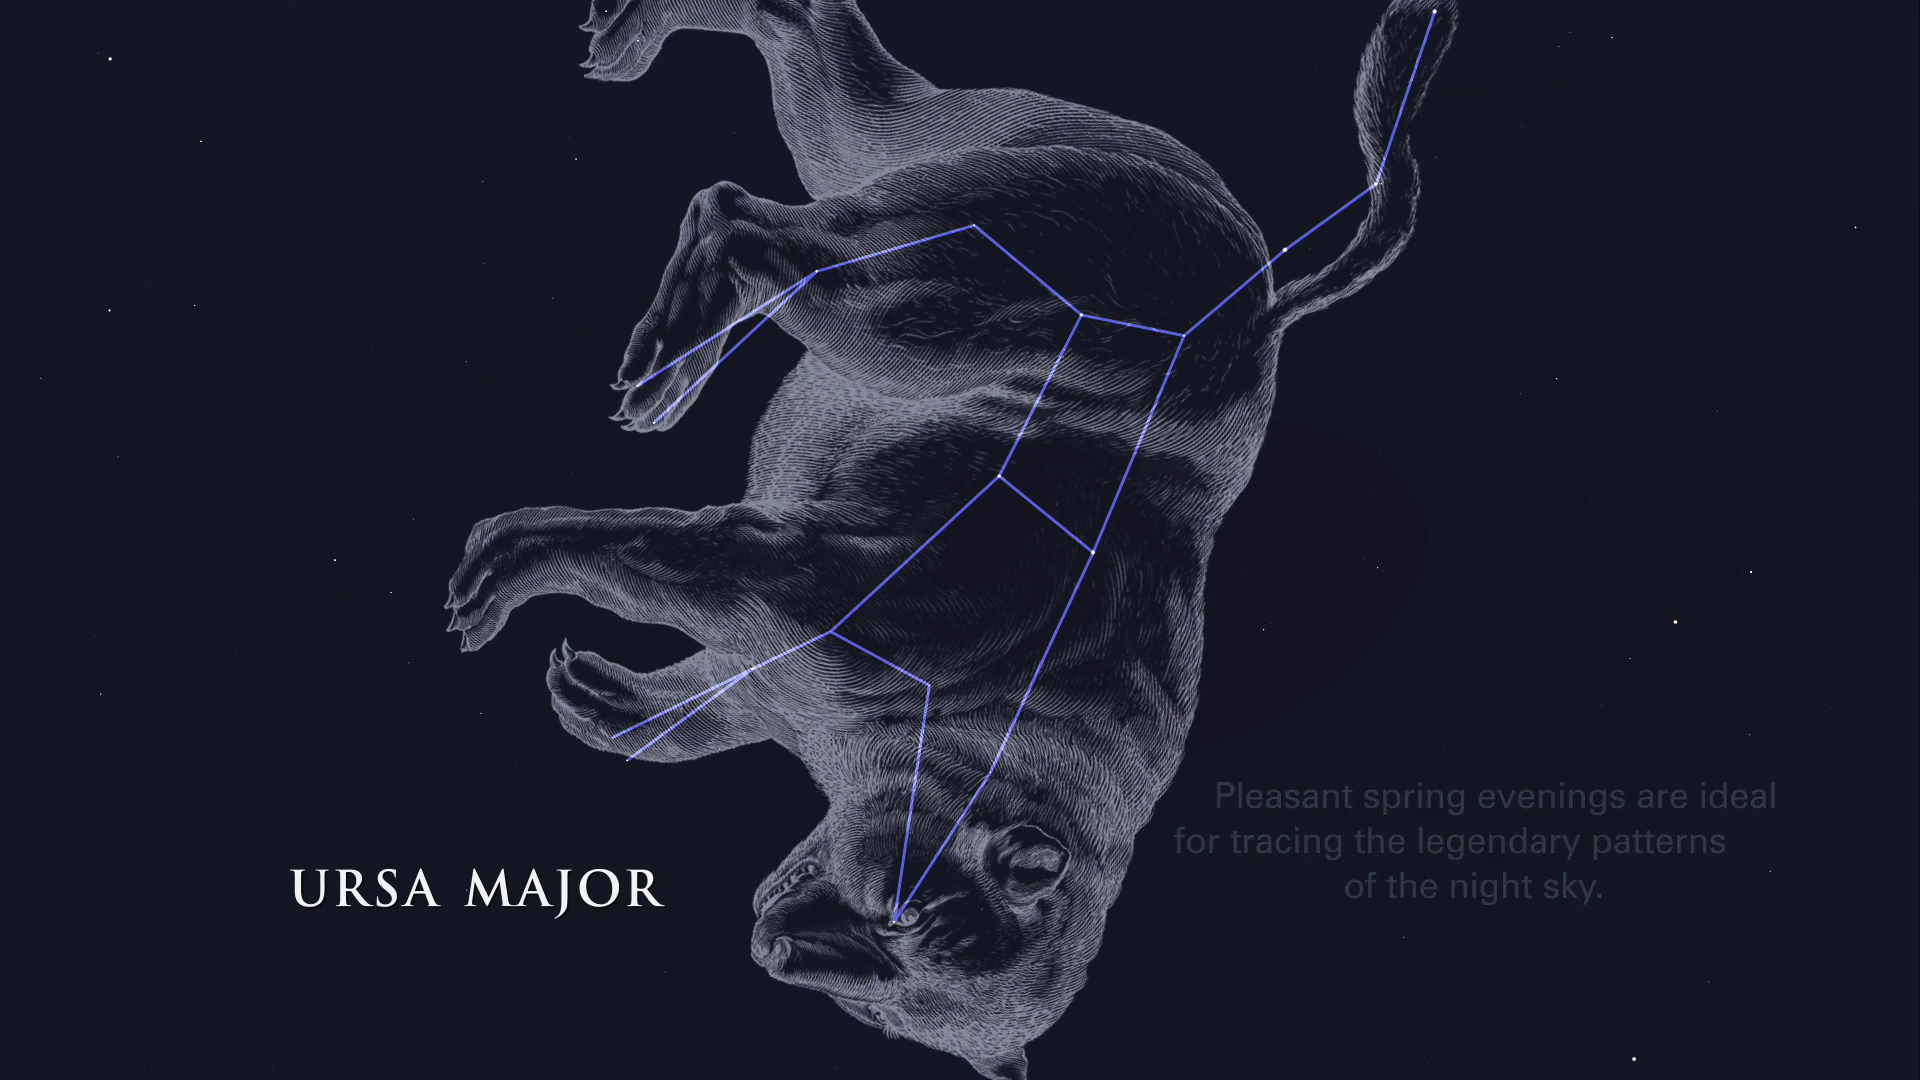 URSA MAJOR
Pleasant spring evenings are ideal
for tracing the legendary patterns
of the night sky.